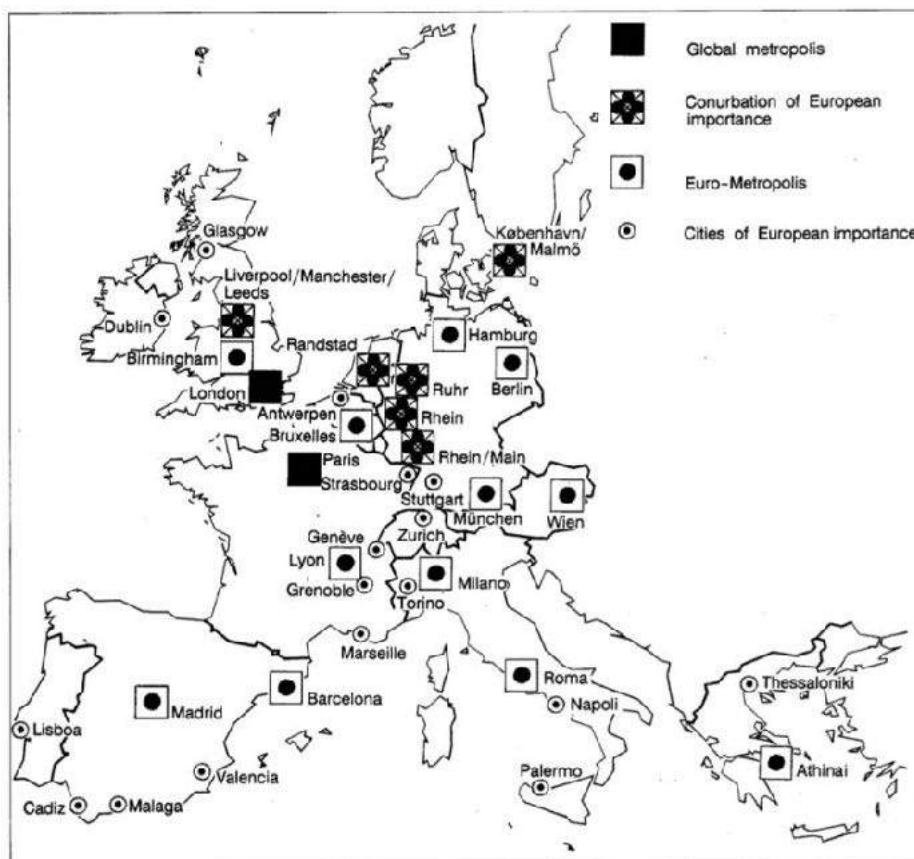 Global metropolis
Conurbation of European
importance
Euro-Metropolis
Cities of European importance
København/
Malmö
Glasgow
Liverpool/Manchester/
Leeds
Dublin
Birmingham
London
Randstad
Hamburg
Berlin
Ruhr
Antwerpen
Rhein
Bruxelles
Rhein/Main
Paris
Strasbourg
Stuttgart
München
Wien
Zurich
Genève
Lyon
Grenoble
Torino
Milano
Marseille
Roma
Barcelona
Madrid
Napoli
Thessaloniki
Lisboa
Valencia
Palermo
Athinai
Cadiz
Malaga